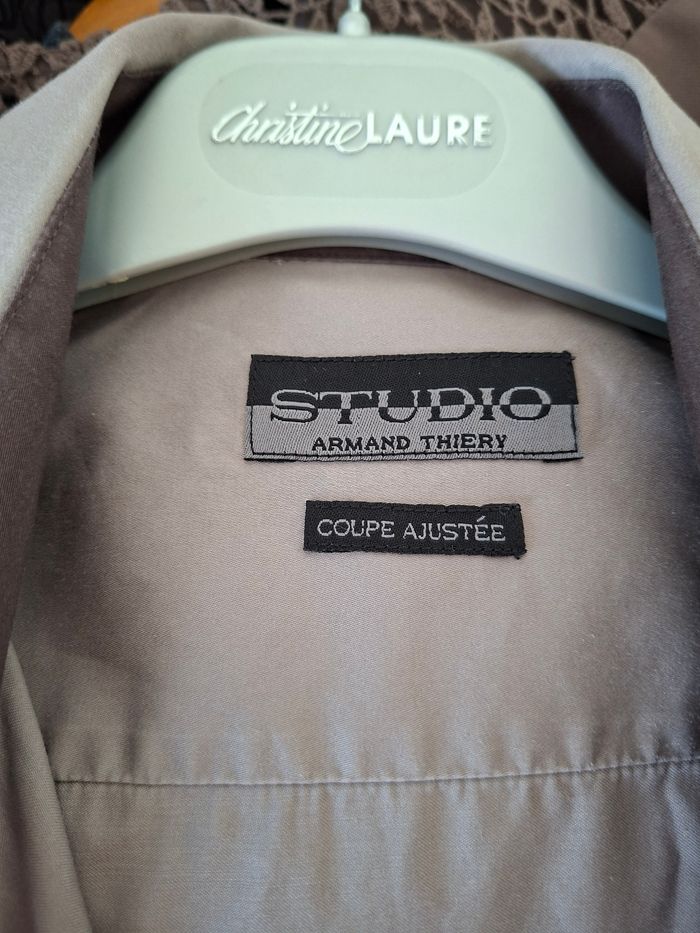 Christine LAURE
STUDIO
ARMAND THIERY
COUPE AJUSTÉE